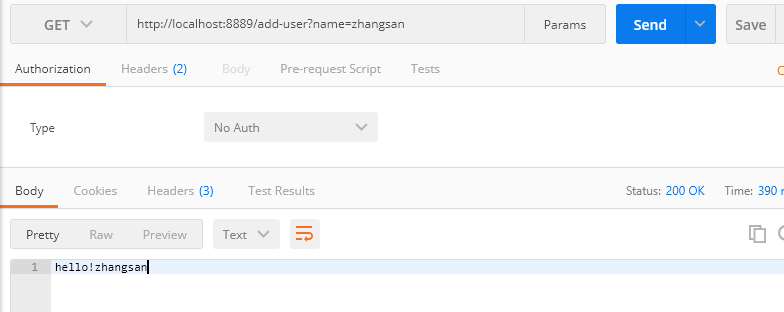 GET http://localhost:8889/add-user?name=zhangsan Params Send Save
Authorization Headers (2) Body Pre-request Script Tests
Type No Auth
Body Cookies Headers (3) Test Results Status: 200 OK Time: 390
Pretty Raw Preview Text
1 hello!zhangsan